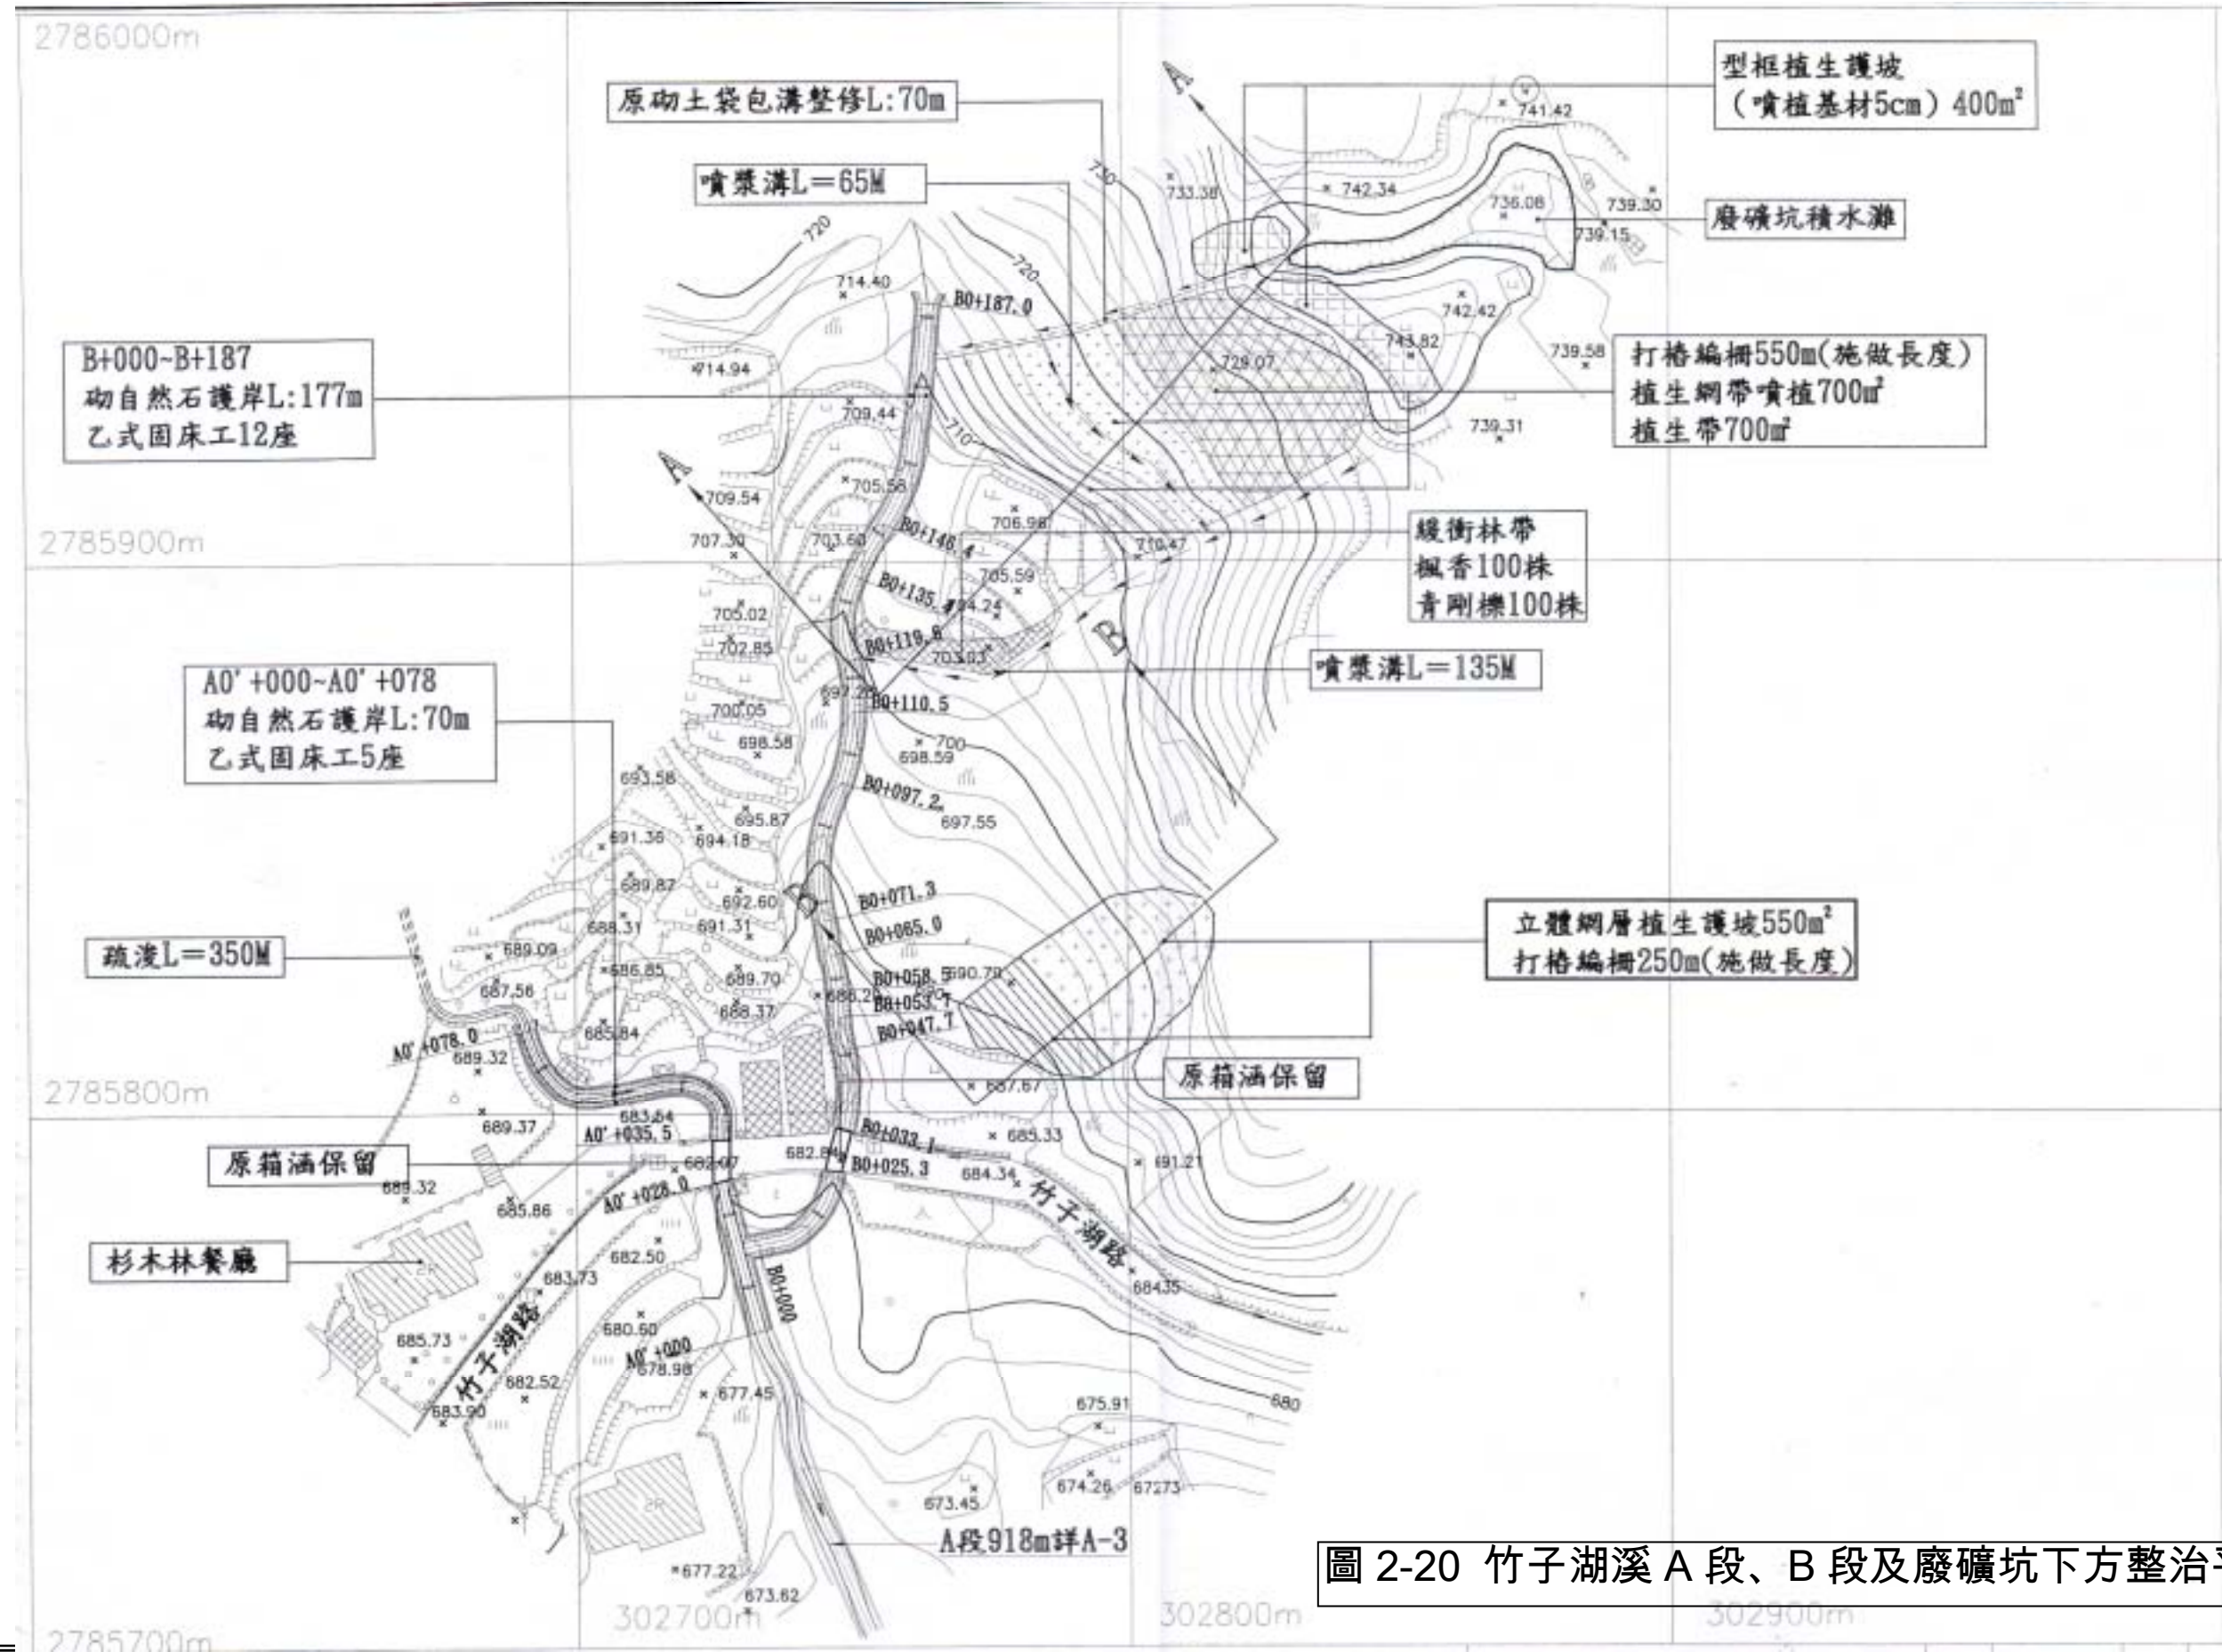 2786000m
型框植生護坡
(噴植基材5cm) 400m²
原砌土袋包溝整修L:70m
噴漿溝L=65M
廢礦坑積水灘
741.42
733.38
742.34
736.08
739.30
739.15
730
720
720
714.40
B0+187.0
742.42
743.82
739.58
729.07
739.31
B+000~B+187
砌自然石護岸L:177m
乙式固床工12座
打樁編柵550m(施做長度)
植生網帶噴植700m²
植生帶700m²
714.94
709.44
710
A
A
709.54
705.58
706.98
707.30
703.60
B0+146.4
710.47
2785900m
緩衝林帶
楓香100株
青剛櫟100株
B0+135.4
705.59
705.02
702.85
B0+119.8
703.93
B
噴漿溝L=135M
A0'+000~A0'+078
砌自然石護岸L:70m
乙式固床工5座
700.05
B0+110.5
698.58
700
698.59
693.58
B0+097.2
695.87
697.55
691.36
694.18
689.87
692.60
B0+071.3
688.31
691.31
B0+065.0
立體網層植生護坡550m²
打樁編柵250m(施做長度)
疏浚L=350M
689.09
686.85
689.70
B0+058.5
690.79
687.56
688.37
B0+053.7
B0+047.7
685.84
A0'+078.0
689.32
原箱涵保留
687.67
2785800m
683.64
689.37
A0'+035.5
B0+033.1
685.33
原箱涵保留
682.07
682.84
B0+025.3
684.34
691.21
689.32
685.86
A0'+028.0
竹子湖路
杉木林餐廳
682.50
683.73
B0+000
684.35
680.60
685.73
竹子湖路
A0'+000
678.98
682.52
677.45
683.90
675.91
680
674.26
672.73
673.45
2R
2R
A段918m詳A-3
677.22
673.62
圖 2-20 竹子湖溪 A 段、B 段及廢礦坑下方整治
302700m
302800m
302900m
2785700m